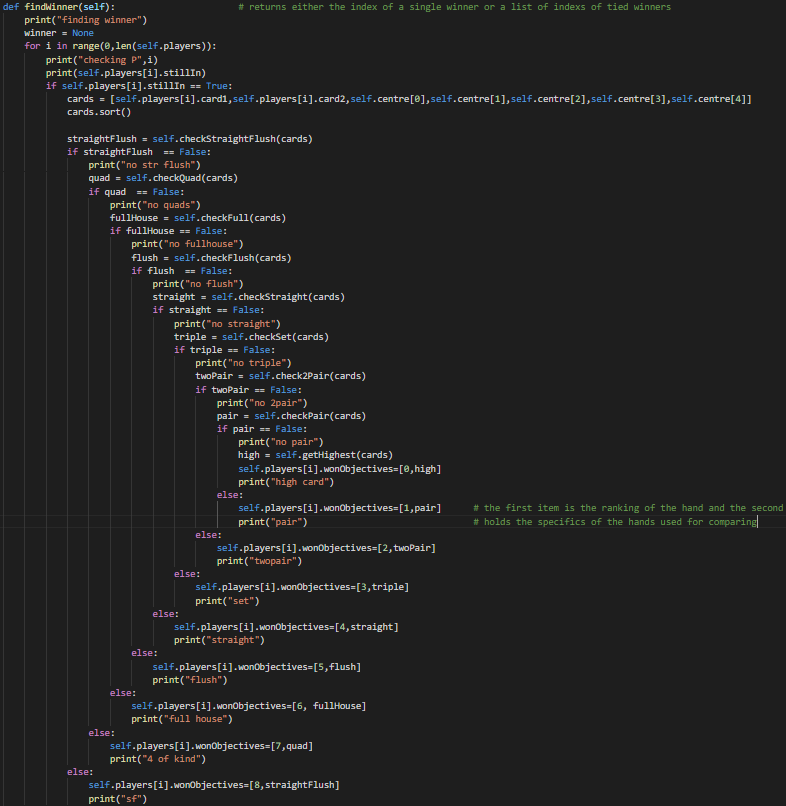 def findWinner(self):                       # returns either the index of a single winner or a list of indexs of tied winners
    print("finding winner")
    winner = None
    for i in range(0,len(self.players)):
        print("checking P",i)
        print(self.players[i].stillIn)
        if self.players[i].stillIn == True:
            cards = [self.players[i].card1,self.players[i].card2,self.centre[0],self.centre[1],self.centre[2],self.centre[3],self.centre[4]]
            cards.sort()

            straightFlush = self.checkStraightFlush(cards)
            if straightFlush  == False:
                print("no str flush")
                quad = self.checkQuad(cards)
                if quad  == False:
                    print("no quads")
                    fullHouse = self.checkFull(cards)
                    if fullHouse == False:
                        print("no fullhouse")
                        flush = self.checkFlush(cards)
                        if flush  == False:
                            print("no flush")
                            straight = self.checkStraight(cards)
                            if straight == False:
                                print("no straight")
                                triple = self.checkSet(cards)
                                if triple == False:
                                    print("no triple")
                                    twoPair = self.check2Pair(cards)
                                    if twoPair == False:
                                        print("no 2pair")
                                        pair = self.checkPair(cards)
                                        if pair == False:
                                            print("no pair")
                                            high = self.getHighest(cards)
                                            self.players[i].wonObjectives=[0,high]
                                            print("high card")
                                        else:
                                            self.players[i].wonObjectives=[1,pair]      # the first item is the ranking of the hand and the second
                                            print("pair")                               # holds the specifics of the hands used for comparing
                                    else:
                                        self.players[i].wonObjectives=[2,twoPair]
                                        print("twopair")
                                else:
                                    self.players[i].wonObjectives=[3,triple]
                                    print("set")
                            else:
                                self.players[i].wonObjectives=[4,straight]
                                print("straight")
                        else:
                            self.players[i].wonObjectives=[5,flush]
                            print("flush")
                    else:
                        self.players[i].wonObjectives=[6, fullHouse]
                        print("full house")
                else:
                    self.players[i].wonObjectives=[7,quad]
                    print("4 of kind")
            else:
                self.players[i].wonObjectives=[8,straightFlush]
                print("sf")